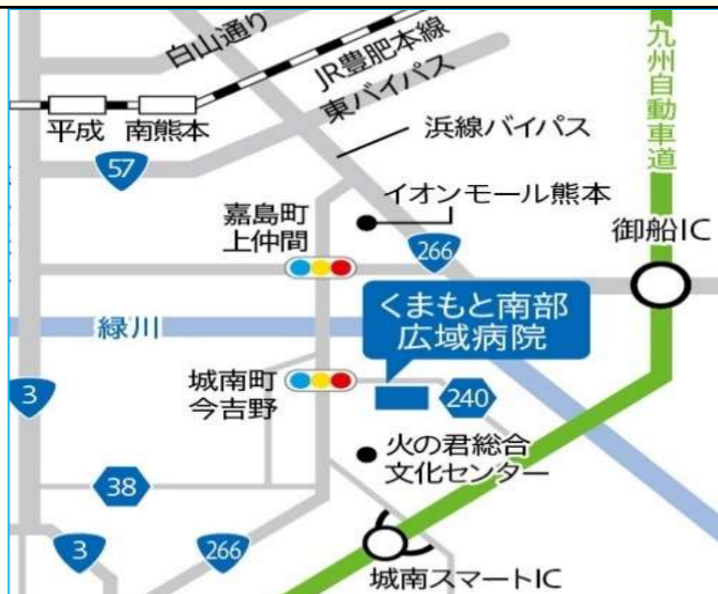 白山通り
JR豊肥本線
東バイパス
九州自動車道
平成
南熊本
浜線バイパス
57
イオンモール熊本
嘉島町
上仲間
266
御船IC
緑川
くまもと南部
広域病院
3
城南町
今吉野
240
38
火の君総合
文化センター
3
266
城南スマートIC